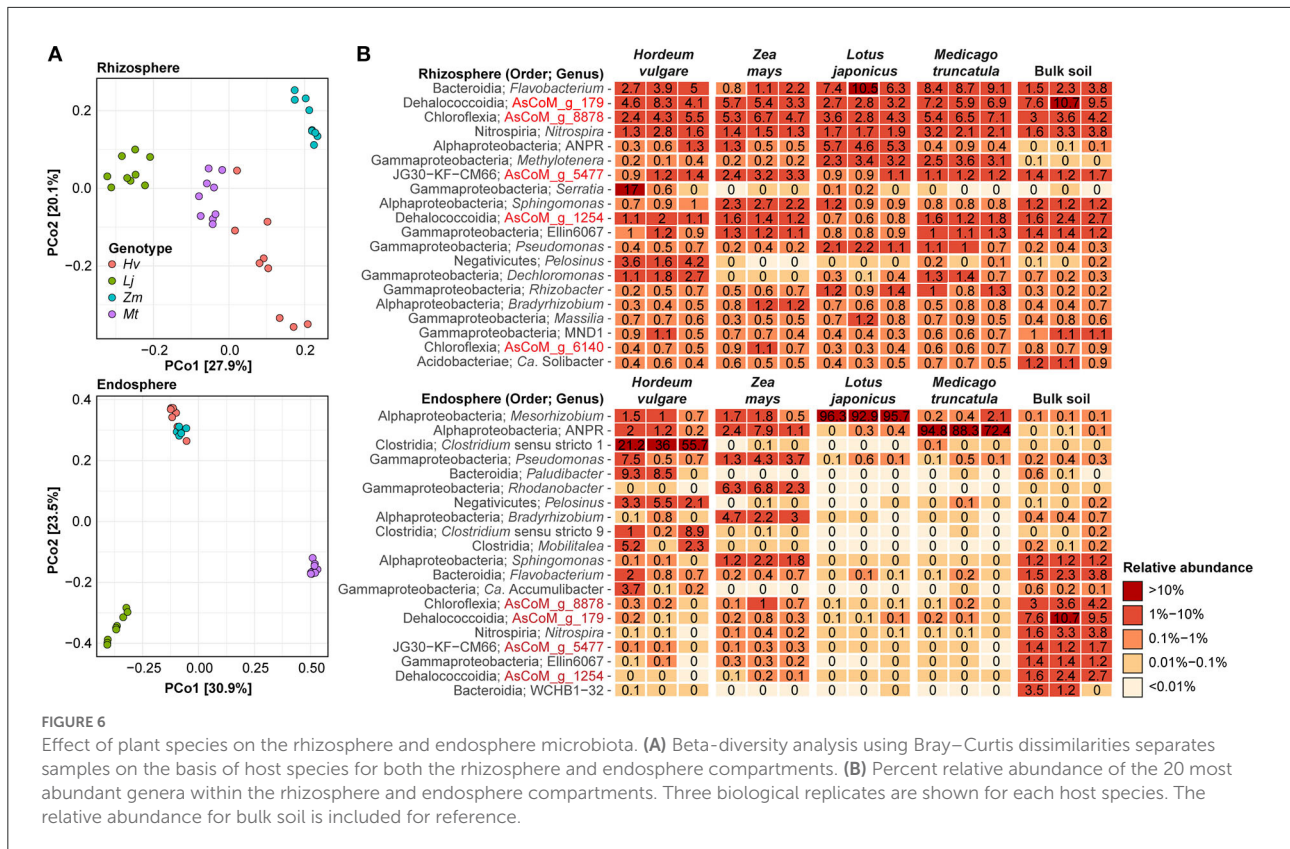 A
Rhizosphere
0.2
0.0
−0.2
PCo2 [20.1%]
Genotype
Hv
Lj
Zm
Mt
−0.2 0.0 0.2
PCo1 [27.9%]
Endosphere
0.4
0.2
0.0
−0.2
−0.4
PCo2 [23.5%]
−0.25 0.00 0.25 0.50
PCo1 [30.9%]
B
Hordeum vulgare Zea mays Lotus japonicus Medicago truncatula Bulk soil
Rhizosphere (Order; Genus)
Bacteroidia; Flavobacterium 2.7 3.9 5 0.8 1.1 2.2 7.4 10.5 6.3 8.4 8.7 9.1 1.5 2.3 3.8
Dehalococcoidia; AsCoM_g_179 4.6 8.3 4.1 5.7 5.4 3.3 2.7 2.8 3.2 7.2 5.9 6.9 7.6 10.7 9.5
Chloroflexia; AsCoM_g_8878 2.4 4.3 5.5 5.3 6.7 4.7 3.6 2.8 4.3 5.4 6.5 7.1 3 3.6 4.2
Nitrospiria; Nitrospira 1.3 2.8 1.6 1.4 1.5 1.3 1.7 1.7 1.9 3.2 2.1 2.1 1.6 3.3 3.8
Alphaproteobacteria; ANPR 0.3 0.6 1.3 1.3 0.5 0.5 5.7 4.6 5.3 0.4 0.9 0.4 0 0.1 0.1
Gammaproteobacteria; Methylotenera 0.2 0.1 0.4 0.2 0.2 0.2 2.3 3.4 3.2 2.5 3.6 3.1 0.1 0 0
JG30−KF−CM66; AsCoM_g_5477 0.9 1.2 1.4 2.4 3.2 3.3 0.9 0.9 1.1 1.1 1.2 1.2 1.4 1.2 1.7
Gammaproteobacteria; Serratia 17 0.6 0 0 0 0 0.1 0.2 0 0 0 0 0 0 0
Alphaproteobacteria; Sphingomonas 0.7 0.9 1 2.3 2.7 2.2 1.2 0.9 0.9 0.8 0.8 0.8 1.2 1.2 1.2
Dehalococcoidia; AsCoM_g_1254 1.1 2 1.1 1.6 1.4 1.2 0.7 0.6 0.8 1.6 1.2 1.8 1.6 2.4 2.7
Gammaproteobacteria; Ellin6067 1 1.2 0.9 1.3 1.2 1.1 0.8 0.8 0.9 1 1.1 1.3 1.4 1.4 1.2
Gammaproteobacteria; Pseudomonas 0.4 0.5 0.7 0.2 0.4 0.2 2.1 2.2 1.1 1.1 1 0.7 0.2 0.4 0.3
Negativicutes; Pelosinus 3.6 1.6 4.2 0 0 0 0 0 0 0.2 0 0.1 0.1 0 0.2
Gammaproteobacteria; Dechloromonas 1.1 1.8 2.7 0 0 0 0.3 0.1 0.4 1.3 1.4 0.7 0.7 0.2 0.3
Gammaproteobacteria; Rhizobacter 0.2 0.5 0.7 0.5 0.6 0.7 1.2 0.9 1.4 1 0.8 1.3 0.3 0.2 0.2
Alphaproteobacteria; Bradyrhizobium 0.3 0.4 0.5 0.8 1.2 1.2 0.7 0.6 0.8 0.5 0.8 0.8 0.4 0.4 0.7
Gammaproteobacteria; Massilia 0.7 0.7 0.6 0.3 0.5 0.5 0.7 1.2 0.8 0.7 0.9 0.5 0.4 0.8 0.6
Gammaproteobacteria; MND1 0.9 1.1 0.5 0.7 0.7 0.4 0.4 0.4 0.3 0.6 0.6 0.7 1 1.1 1.1
Chloroflexia; AsCoM_g_6140 0.4 0.7 0.5 0.9 1.1 0.7 0.3 0.4 0.4 0.6 0.6 0.7 0.8 0.7 0.9
Acidobacteriae; Ca. Solibacter 0.4 0.6 0.4 0.6 0.5 0.6 0.4 0.3 0.5 0.7 0.7 0.5 1.2 1.1 0.9
Hordeum vulgare Zea mays Lotus japonicus Medicago truncatula Bulk soil
Endosphere (Order; Genus)
Alphaproteobacteria; Mesorhizobium 1.5 1 0.7 1.7 1.8 0.5 96.3 92.9 95.7 0.2 0.4 2.1 0.1 0.1 0.1
Alphaproteobacteria; ANPR 2 1.2 0.2 2.4 7.9 1.1 0 0.3 0.4 94.8 88.3 72.4 0 0.1 0.1
Clostridia; Clostridium sensu stricto 1 21.2 36 55.7 0 0.1 0 0 0 0 0.1 0 0 0 0 0
Gammaproteobacteria; Pseudomonas 7.5 0.5 0.7 1.3 4.3 3.7 0.1 0.6 0.1 0.1 0.5 0.1 0.2 0.4 0.3
Bacteroidia; Paludibacter 9.3 8.5 0 0 0 0 0 0 0 0 0 0 0.6 0.1 0
Gammaproteobacteria; Rhodanobacter 0 0 0 6.3 6.8 2.3 0 0 0 0 0 0 0 0 0
Negativicutes; Pelosinus 3.3 5.5 2.1 0 0 0 0 0 0 0 0.1 0 0.1 0 0.2
Alphaproteobacteria; Bradyrhizobium 0.1 0.8 0 4.7 2.2 3 0 0 0 0 0 0 0.4 0.4 0.7
Clostridia; Clostridium sensu stricto 9 1 0.2 8.9 0 0 0 0 0 0 0 0 0 0 0 0.2
Clostridia; Mobilitalea 5.2 0 2.3 0 0 0 0 0 0 0 0 0 0.2 0.1 0.2
Alphaproteobacteria; Sphingomonas 0.1 0.1 0 1.2 2.2 1.8 0 0 0 0 0 0 1.2 1.2 1.2
Bacteroidia; Flavobacterium 2 0.8 0.7 0.2 0.4 0.7 0 0.1 0.1 0.1 0.2 0 1.5 2.3 3.8
Gammaproteobacteria; Ca. Accumulibacter 3.7 0.1 0.2 0 0 0 0 0 0 0 0 0 0.6 0.2 0.1
Chloroflexia; AsCoM_g_8878 0.3 0.2 0 0.1 1 0.7 0.1 0 0 0.1 0.2 0 3 3.6 4.2
Dehalococcoidia; AsCoM_g_179 0.2 0.1 0 0.2 0.8 0.3 0.1 0.1 0.1 0.2 0.1 0 7.6 10.7 9.5
Nitrospiria; Nitrospira 0.1 0.1 0 0.1 0.4 0.2 0 0 0 0.1 0.1 0 1.6 3.3 3.8
JG30−KF−CM66; AsCoM_g_5477 0.1 0 0 0.1 0.3 0.3 0 0 0 0 0 0 1.4 1.2 1.7
Gammaproteobacteria; Ellin6067 0.1 0.1 0 0.3 0.3 0.2 0 0 0 0 0 0 1.4 1.4 1.2
Dehalococcoidia; AsCoM_g_1254 0 0 0 0.1 0.2 0.1 0 0 0 0 0 0 1.6 2.4 2.7
Bacteroidia; WCHB1−32 0.1 0 0 0 0 0 0 0 0 0 0 0 3.5 1.2 0
Relative abundance
>10%
1%−10%
0.1%−1%
0.01%−0.1%
<0.01%
FIGURE 6
Effect of plant species on the rhizosphere and endosphere microbiota. (A) Beta-diversity analysis using Bray–Curtis dissimilarities separates
samples on the basis of host species for both the rhizosphere and endosphere compartments. (B) Percent relative abundance of the 20 most
abundant genera within the rhizosphere and endosphere compartments. Three biological replicates are shown for each host species. The
relative abundance for bulk soil is included for reference.